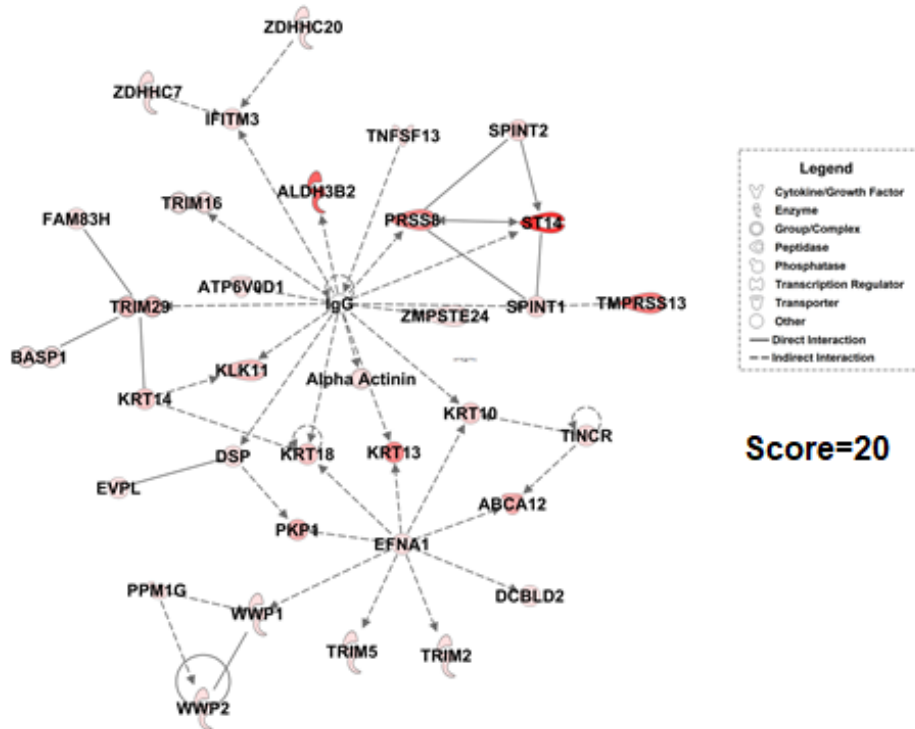 ZDHHC20
ZDHHC7
IFITM3
TNFSF13
SPINT2
ALDH3B2
TRIM16
FAM83H
PRSS8
ST14
ATP6V0D1
IgG
TRIM29
ZMPSTE24
SPINT1
TMPRSS13
BASP1
KLK11
Alpha Actinin
KRT14
KRT10
TINCR
DSP
KRT18
KRT13
EVPL
ABCA12
PKP1
EFNA1
PPM1G
WWP1
DCBLD2
TRIM5
TRIM2
WWP2
Legend
Cytokine/Growth Factor
Enzyme
Group/Complex
Peptidase
Phosphatase
Transcription Regulator
Transporter
Other
Direct Interaction
Indirect Interaction
Score=20